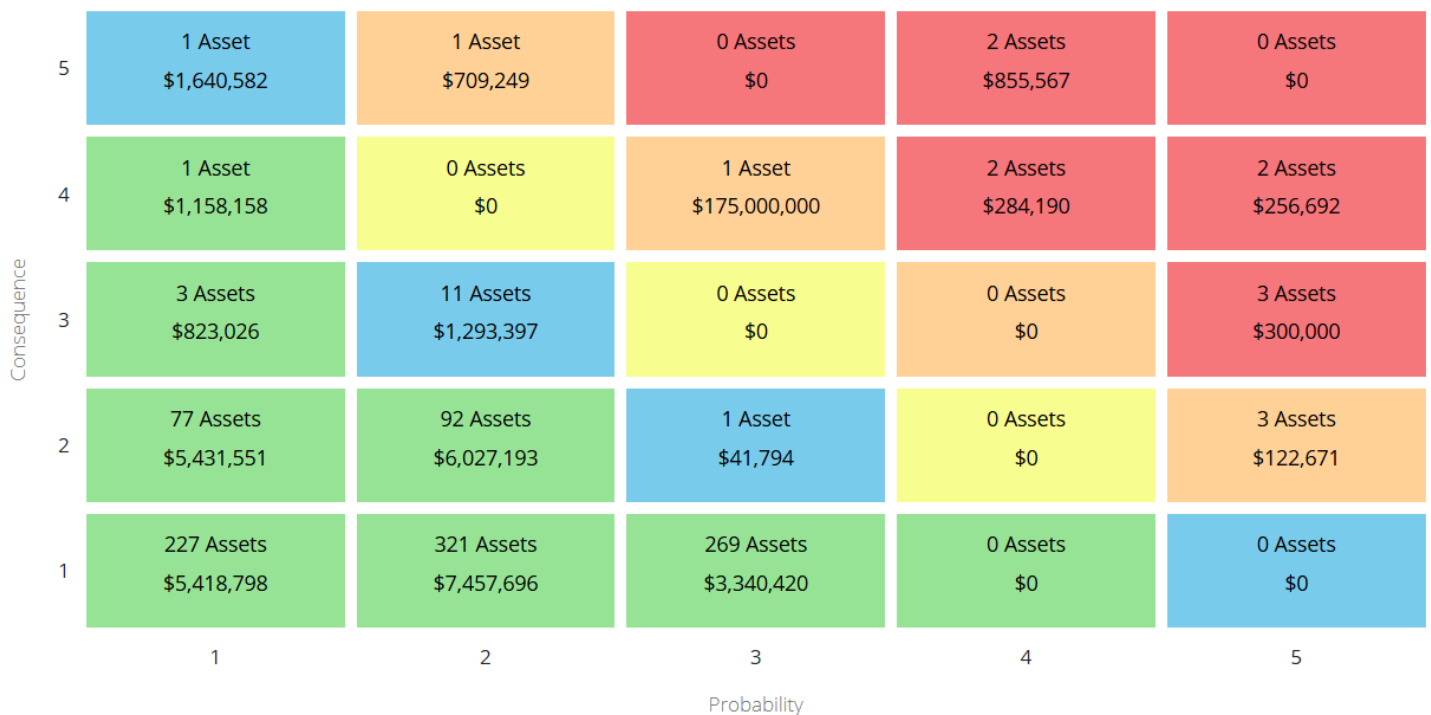 5
1 Asset
$1,640,582
1 Asset
$709,249
0 Assets
$0
2 Assets
$855,567
0 Assets
$0
4
1 Asset
$1,158,158
0 Assets
$0
1 Asset
$175,000,000
2 Assets
$284,190
2 Assets
$256,692
Consequence
3
3 Assets
$823,026
11 Assets
$1,293,397
0 Assets
$0
0 Assets
$0
3 Assets
$300,000
2
77 Assets
$5,431,551
92 Assets
$6,027,193
1 Asset
$41,794
0 Assets
$0
3 Assets
$122,671
1
227 Assets
$5,418,798
321 Assets
$7,457,696
269 Assets
$3,340,420
0 Assets
$0
0 Assets
$0
1
2
3
4
5
Probability